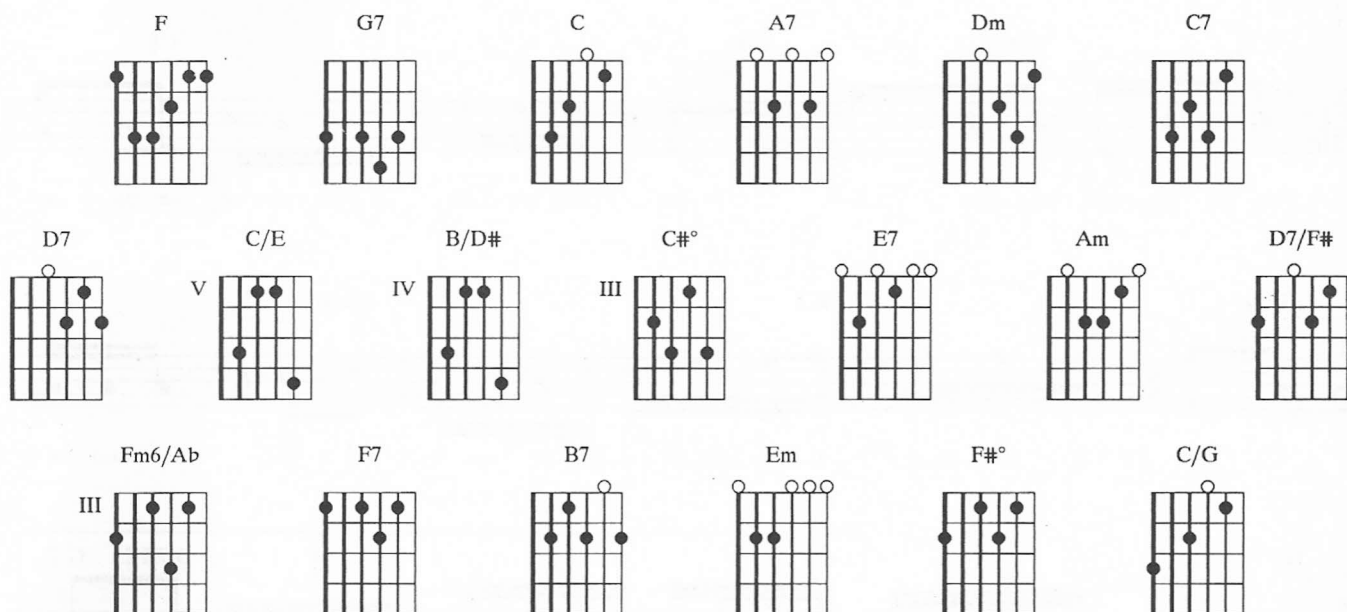 F G7 C A7 Dm C7
D7 C/E B/D# C#° E7 Am D7/F#
V IV III
Fm6/Ab F7 B7 Em F#° C/G
III